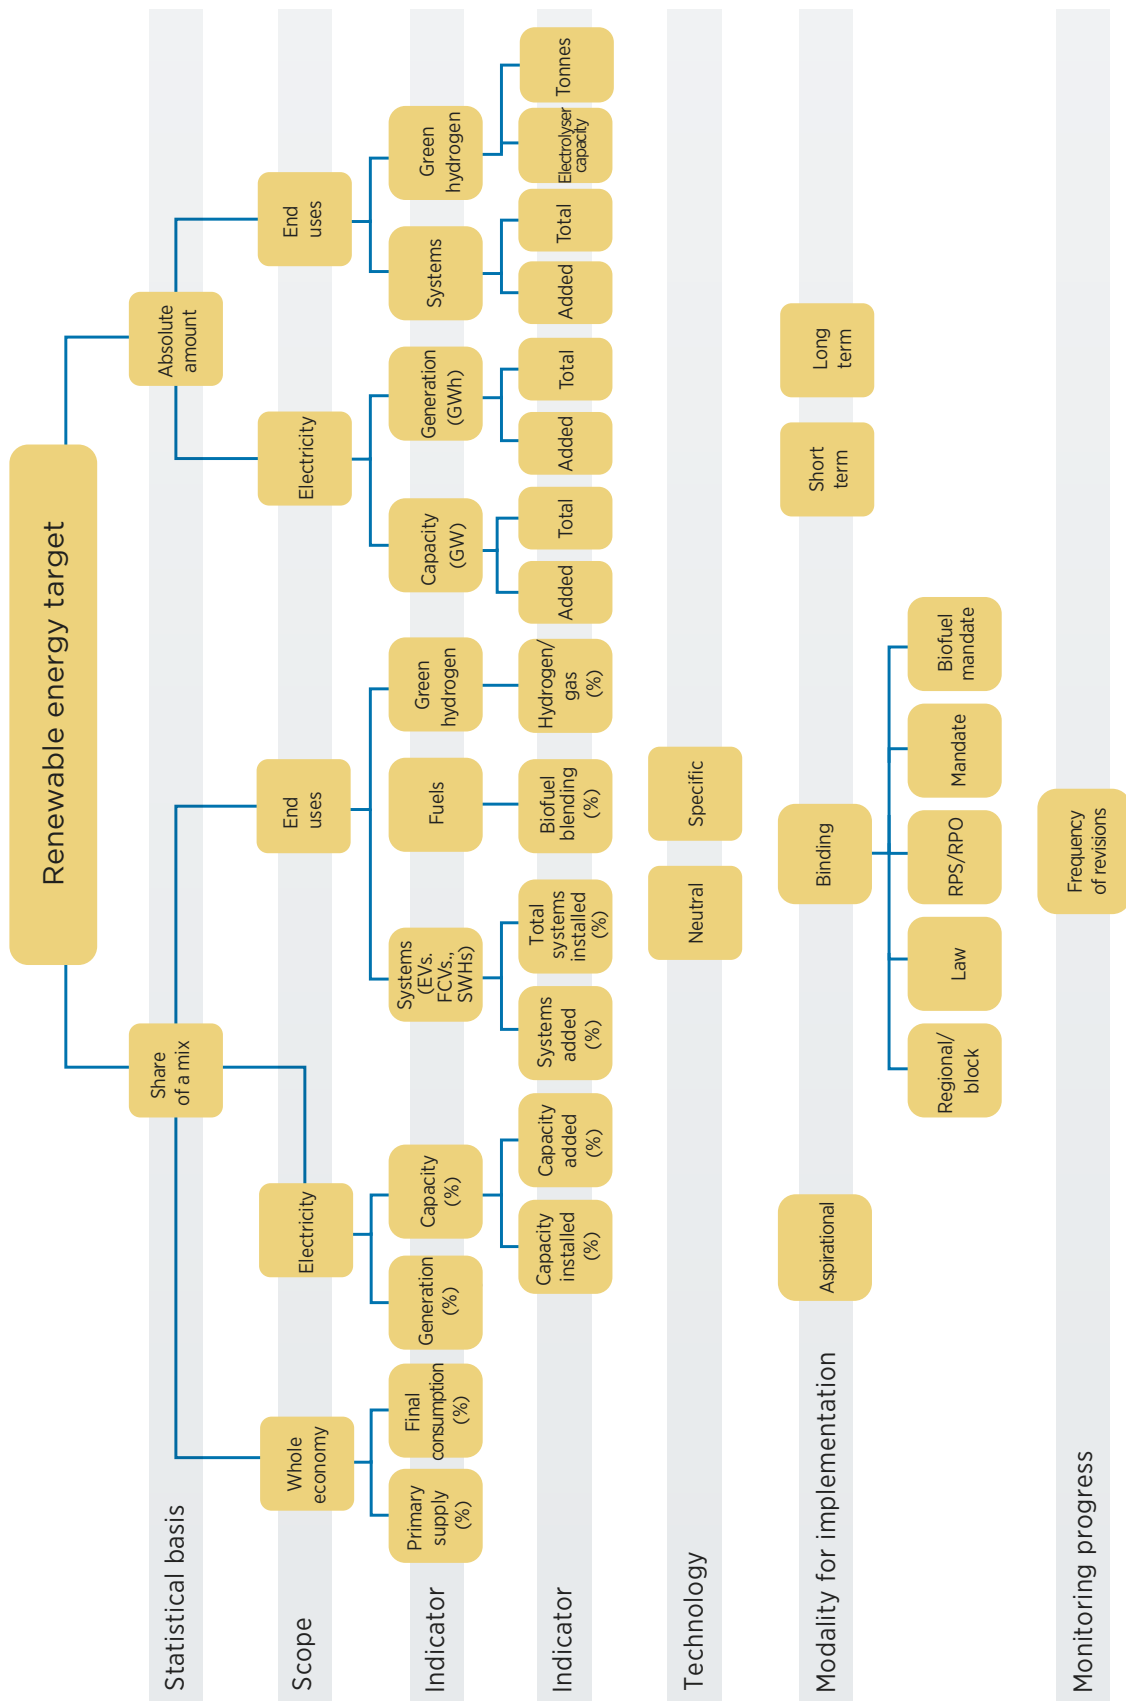 Renewable energy target
Statistical basis
Share
of a mix
Absolute
amount
Scope
Whole
economy
Electricity
End
uses
Electricity
End
uses
Indicator
Primary
supply
(%)
Final
consumption
(%)
Generation
(%)
Capacity
(%)
Systems
(EVs.
FCVs.,
SWHs)
Fuels
Green
hydrogen
Capacity
(GW)
Generation
(GWh)
Systems
Green
hydrogen
Indicator
Capacity
installed
(%)
Capacity
added
(%)
Systems
added
(%)
Total
systems
installed
(%)
Biofuel
blending
(%)
Hydrogen/
gas
(%)
Added
Total
Added
Total
Added
Total
Electrolyser
capacity
Tonnes
Technology
Neutral
Specific
Modality for implementation
Aspirational
Binding
Short
term
Long
term
Regional/
block
Law
RPS/RPO
Mandate
Biofuel
mandate
Monitoring progress
Frequency
of revisions